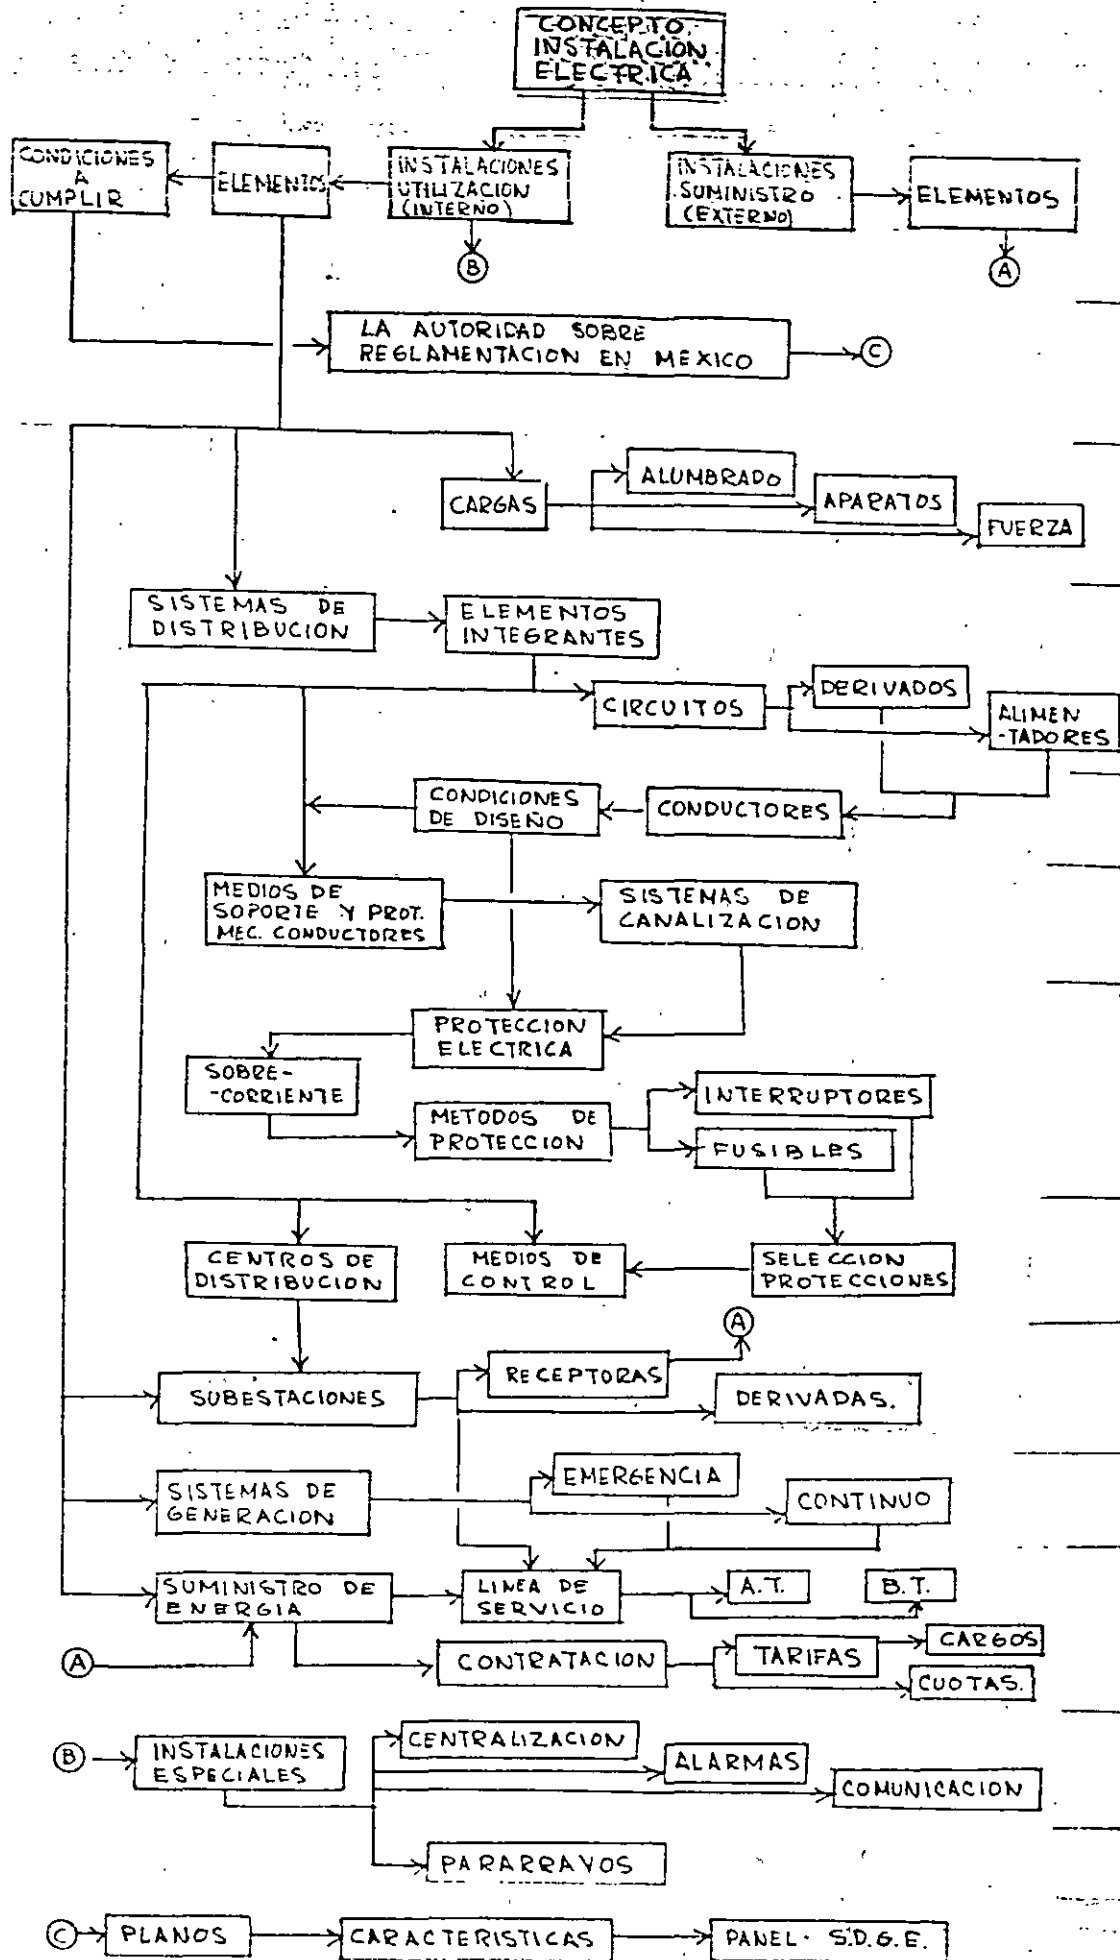 CONCEPTO
INSTALACION
ELECTRICA
CONDICIONES
A
CUMPLIR
ELEMENTOS
INSTALACIONES
UTILIZACION
(INTERNO)
INSTALACIONES
SUMINISTRO
(EXTERNO)
ELEMENTOS
B
A
LA AUTORIDAD SOBRE
REGLAMENTACION EN MEXICO
C
CARGAS
ALUMBRADO
APARATOS
FUERZA
SISTEMAS DE
DISTRIBUCION
ELEMENTOS
INTEGRANTES
CIRCUITOS
DERIVADOS
ALIMEN
-TADORES
CONDICIONES
DE DISEÑO
CONDUCTORES
MEDIOS DE
SOPORTE Y PROT.
MEC. CONDUCTORES
SISTEMAS DE
CANALIZACION
PROTECCION
ELECTRICA
SOBRE-
-CORRIENTE
METODOS DE
PROTECCION
INTERRUPTORES
FUSIBLES
CENTROS DE
DISTRIBUCION
MEDIOS DE
CONTROL
SELECCION
PROTECCIONES
A
SUBESTACIONES
RECEPTORAS
DERIVADAS.
SISTEMAS DE
GENERACION
EMERGENCIA
CONTINUO
SUMINISTRO DE
ENERGIA
LINEA DE
SERVICIO
A.T.
B.T.
A
CONTRATACION
TARIFAS
CARGOS
CUOTAS.
B
INSTALACIONES
ESPECIALES
CENTRALIZACION
ALARMAS
COMUNICACION
PARARRAYOS
C
PLANOS
CARACTERISTICAS
PANEL. S.D.G.E.